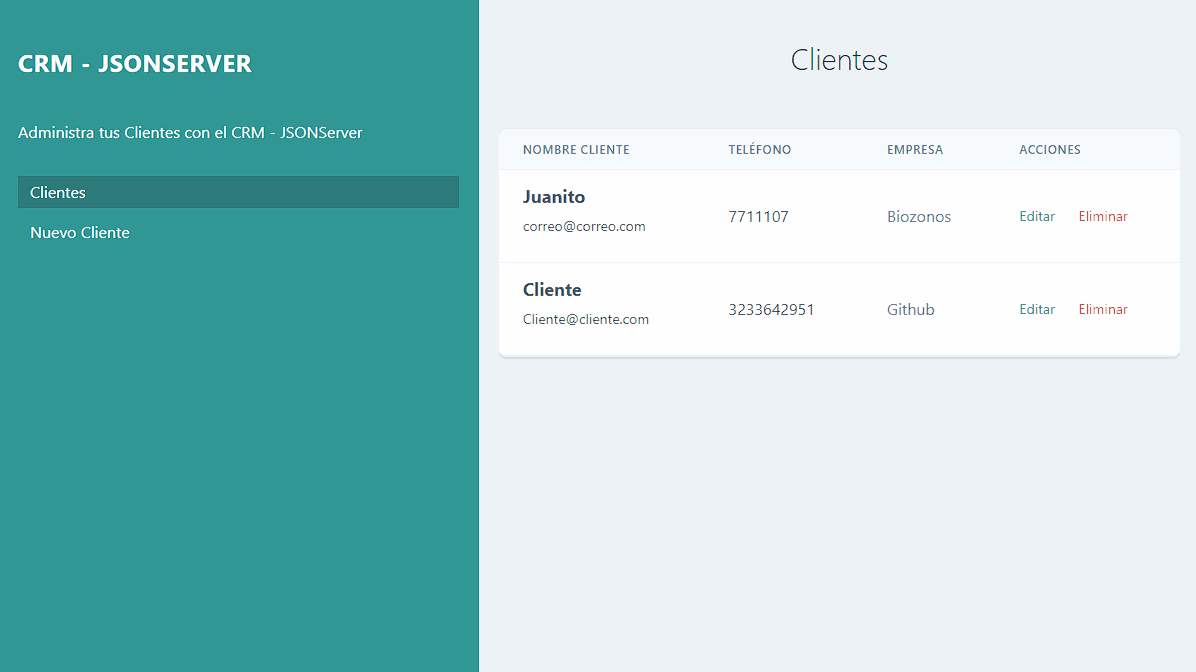 CRM - JSONSERVER
Administra tus Clientes con el CRM - JSONServer
Clientes
Nuevo Cliente
Clientes
NOMBRE CLIENTE TELÉFONO EMPRESA ACCIONES
Juanito
correo@correo.com
7711107 Biozonos Editar Eliminar
Cliente
Cliente@cliente.com
3233642951 Github Editar Eliminar